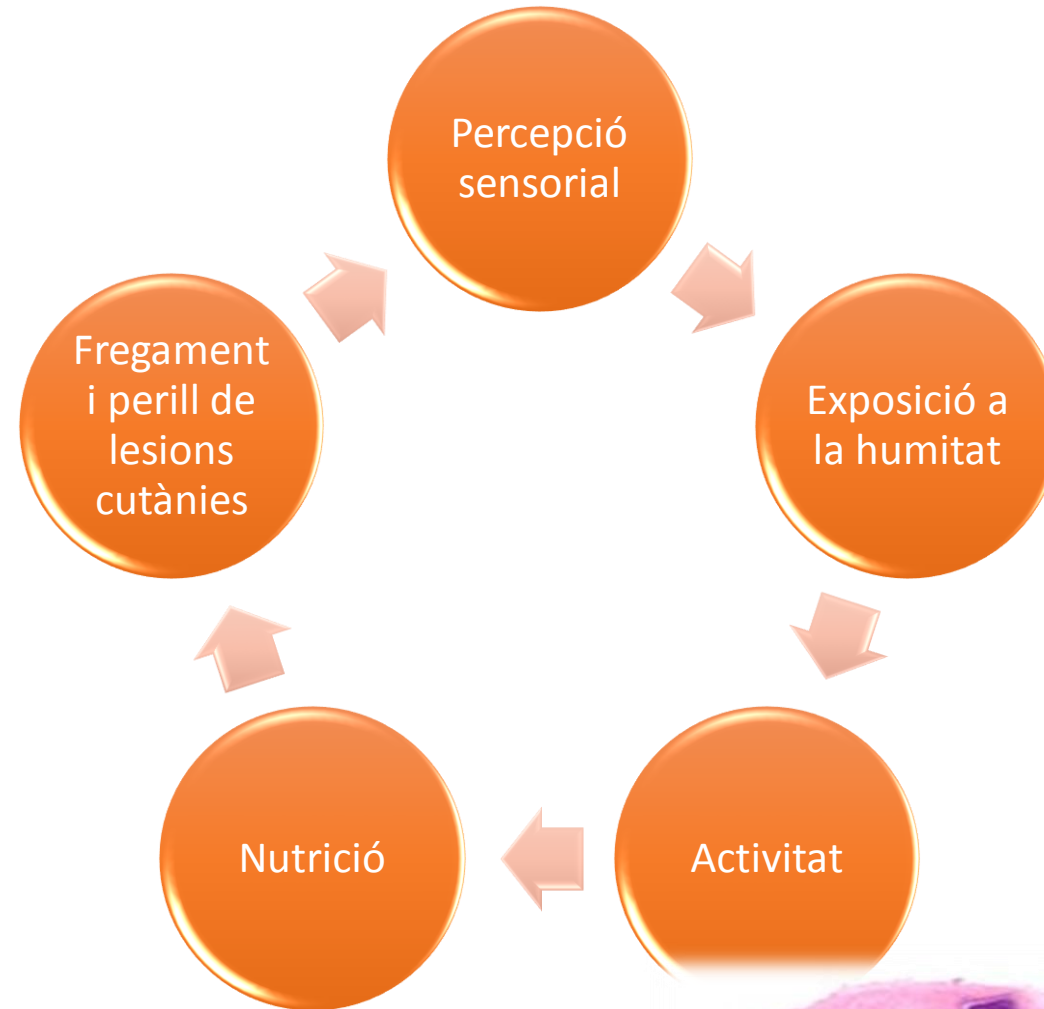 Percepció
sensorial
Exposició a
la humitat
Activitat
Nutrició
Fregament
i perill de
lesions
cutànies